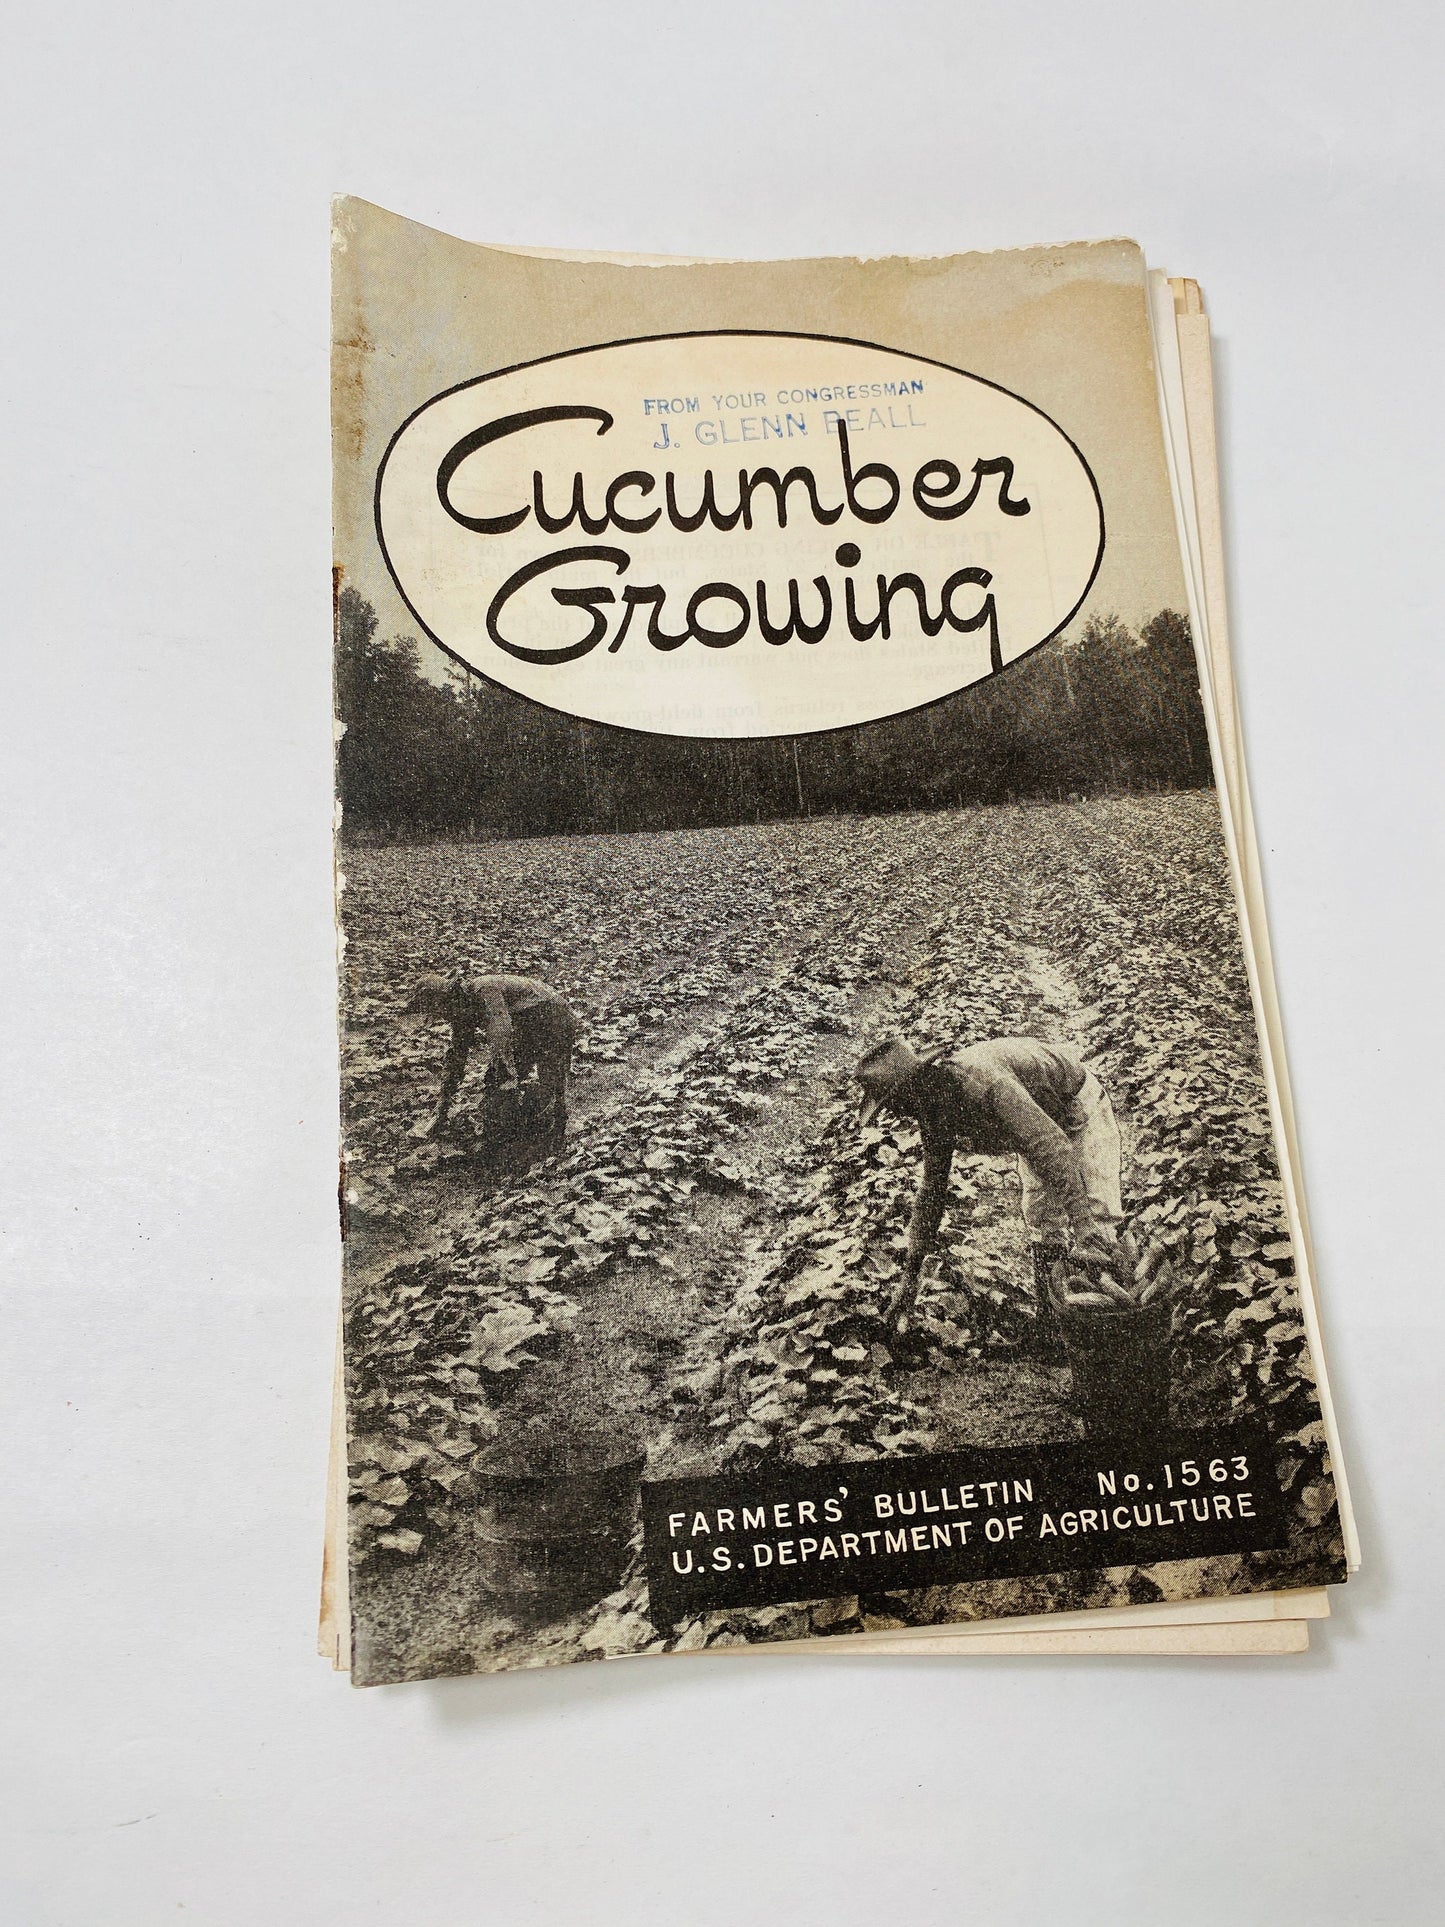 FROM YOUR CONGRESSMAN
J. GLENN BEALL
Cucumber
Growing
FARMERS' BULLETIN No. 1563
U.S. DEPARTMENT OF AGRICULTURE